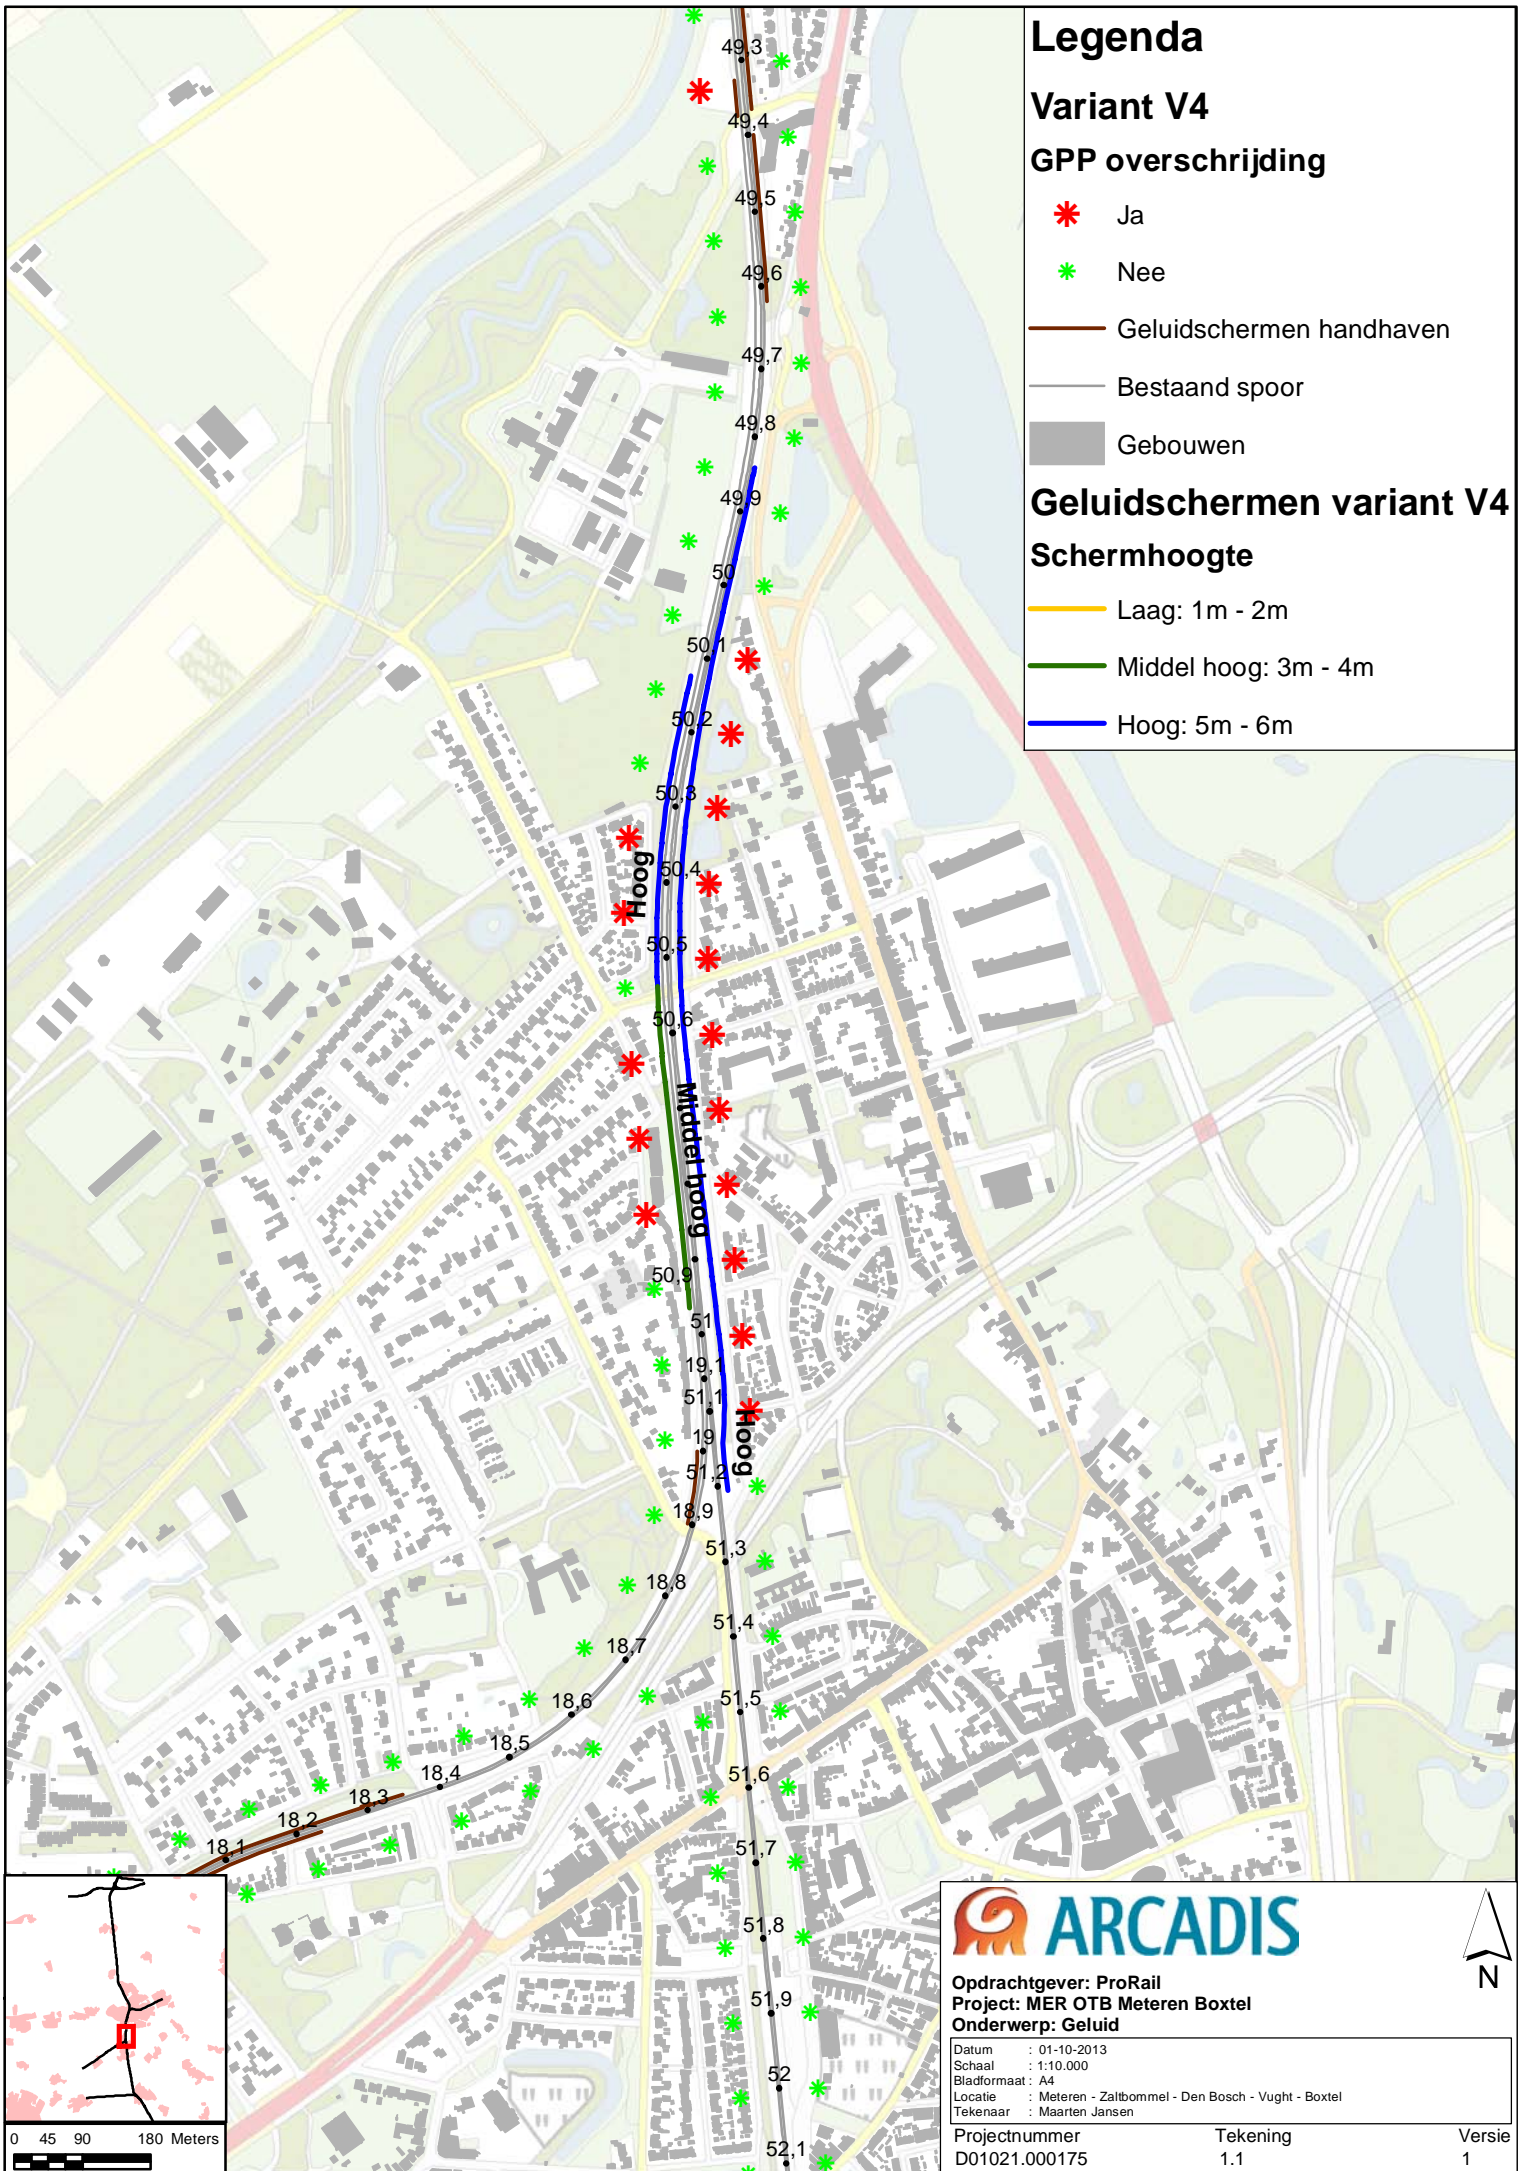 Legenda
Variant V4
GPP overschrijding
Ja
Nee
Geluidschermen handhaven
Bestaand spoor
Gebouwen
Geluidschermen variant V4
Schermhoogte
Laag: 1m - 2m
Middel hoog: 3m - 4m
Hoog: 5m - 6m
49,3
49,4
49,5
49,6
49,7
49,8
49,9
50
50,1
50,2
50,3
Hoog
50,4
50,5
50,6
Middel hoog
50,9
51
19,1
51,1
Hoog
19
51,2
18,9
51,3
18,8
51,4
18,7
51,5
18,6
18,5
51,6
18,4
18,3
18,2
18,1
51,7
51,8
51,9
52
52,1
0 45 90 180 Meters
ARCADIS
N
Opdrachtgever: ProRail
Project: MER OTB Meteren Boxtel
Onderwerp: Geluid
Datum : 01-10-2013
Schaal : 1:10.000
Bladformaat : A4
Locatie : Meteren - Zaltbommel - Den Bosch - Vught - Boxtel
Tekenaar : Maarten Jansen
Projectnummer Tekening Versie
D01021.000175 1.1 1